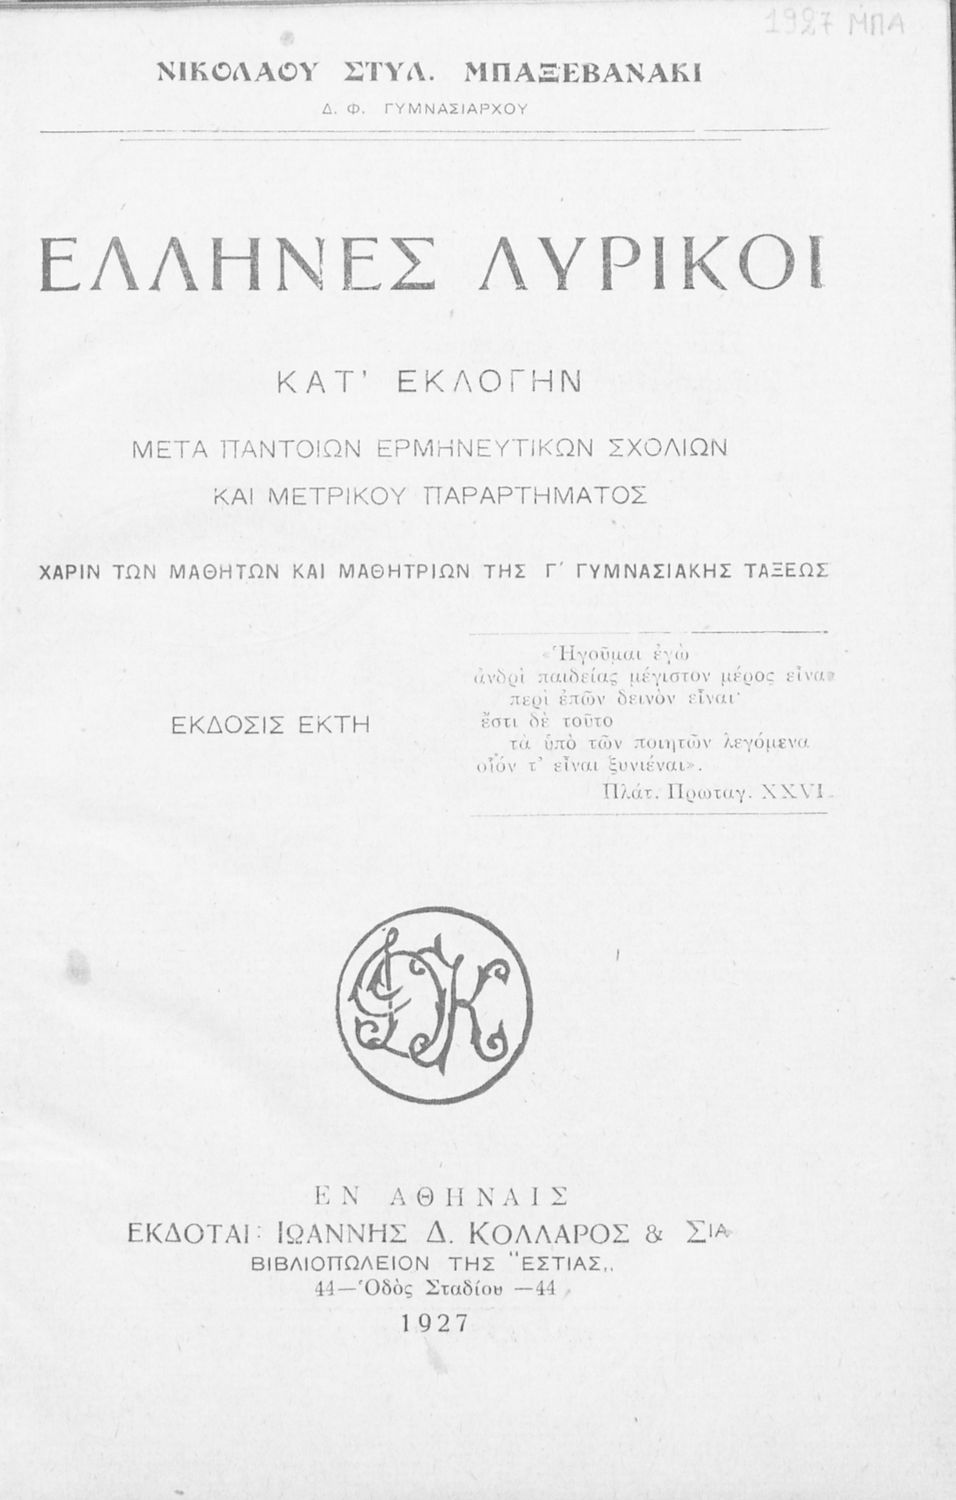 1927 ΜΠΑ
ΝΙΚΟΛΑΟΥ ΣΤΥΛ. ΜΠΑΞΕΒΑΝΑΚΙ
Δ. Φ. ΓΥΜΝΑΣΙΑΡΧΟΥ
ΕΛΛΗΝΕΣ ΛΥΡΙΚΟΙ
ΚΑΤ' ΕΚΛΟΓΗΝ
ΜΕΤΑ ΠΑΝΤΟΙΩΝ ΕΡΜΗΝΕΥΤΙΚΩΝ ΣΧΟΛΙΩΝ
ΚΑΙ ΜΕΤΡΙΚΟΥ ΠΑΡΑΡΤΗΜΑΤΟΣ
ΧΑΡΙΝ ΤΩΝ ΜΑΘΗΤΩΝ ΚΑΙ ΜΑΘΗΤΡΙΩΝ ΤΗΣ Γ΄ ΓΥΜΝΑΣΙΑΚΗΣ ΤΑΞΕΩΣ
«Ἡγοῦμαι ἐγὼ
ἀνδρὶ παιδείας μέγιστον μέρος εἶναι
περὶ ἐπῶν δεινὸν εἶναι·
ἔστι δὲ τοῦτο
τὰ ὑπὸ τῶν ποιητῶν λεγόμενα
οἷόν τ' εἶναι ξυνιέναι».
Πλάτ. Πρωταγ. XXVI.
ΕΚΔΟΣΙΣ ΕΚΤΗ
ΕΝ ΑΘΗΝΑΙΣ
ΕΚΔΟΤΑΙ: ΙΩΑΝΝΗΣ Δ. ΚΟΛΛΑΡΟΣ & ΣΙΑ
ΒΙΒΛΙΟΠΩΛΕΙΟΝ ΤΗΣ "ΕΣΤΙΑΣ„
44—Ὁδὸς Σταδίου—44
1927